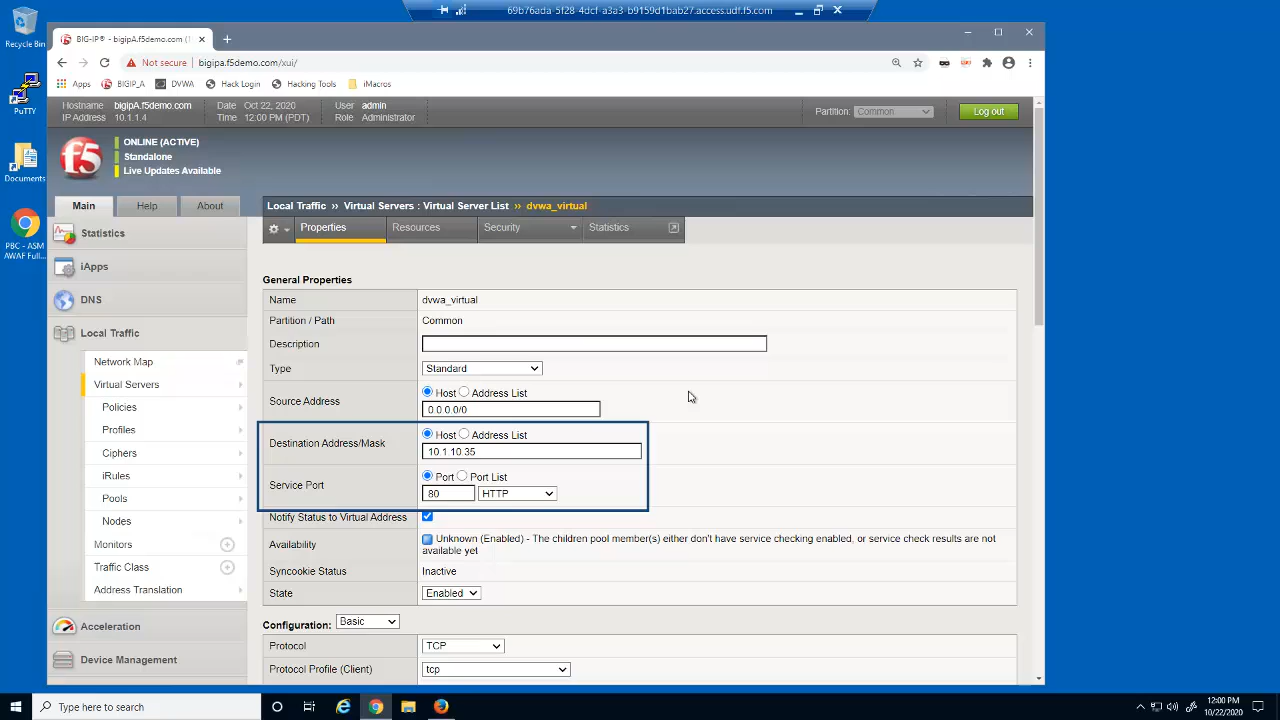 69b76ada-5f28-4dcf-a3a3-b9159d1bab27.access.udf.f5.com
Recycle Bin
PuTTY
Documents
PBC - ASM
AWAF Full...
BIG-IP® - bigipA.f5demo.com (1
Not secure
bigipa.f5demo.com/xui/
Apps
BIGIP_A
DVWA
Hack Login
Hacking Tools
iMacros
Hostname bigipA.f5demo.com
IP Address 10.1.1.4
Date Oct 22, 2020
Time 12:00 PM (PDT)
User admin
Role Administrator
Partition: Common
Log out
f5
ONLINE (ACTIVE)
Standalone
Live Updates Available
Main
Help
About
Statistics
iApps
DNS
Local Traffic
Network Map
Virtual Servers
Policies
Profiles
Ciphers
iRules
Pools
Nodes
Monitors
Traffic Class
Address Translation
Acceleration
Device Management
Local Traffic ›› Virtual Servers : Virtual Server List ›› dvwa_virtual
Properties
Resources
Security
Statistics
General Properties
Name dvwa_virtual
Partition / Path Common
Description
Type Standard
Source Address
Host Address List
0.0.0.0/0
Destination Address/Mask
Host Address List
10.1.10.35
Service Port
Port Port List
80 HTTP
Notify Status to Virtual Address
Availability
Unknown (Enabled) - The children pool member(s) either don't have service checking enabled, or service check results are not
available yet
Syncookie Status Inactive
State Enabled
Configuration: Basic
Protocol TCP
Protocol Profile (Client) tcp
Type here to search
12:00 PM
10/22/2020